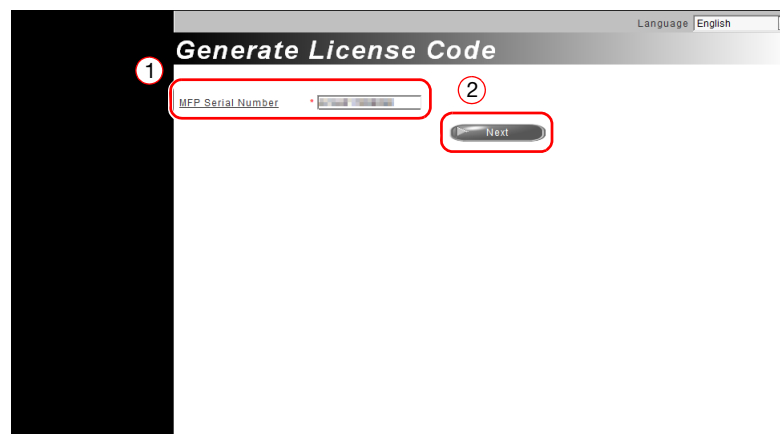 Language English
Generate License Code
1
MFP Serial Number *
2
Next